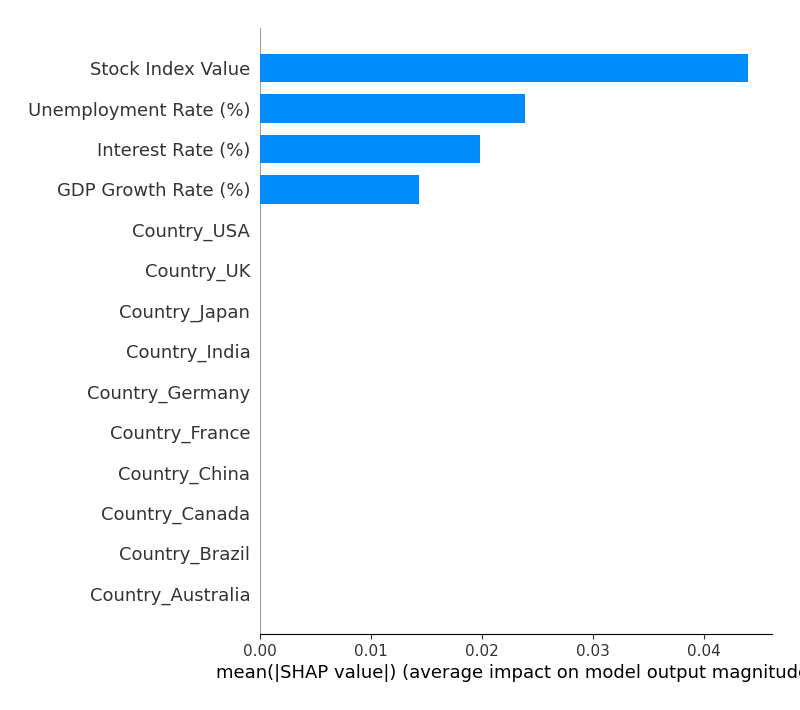 Stock Index Value
Unemployment Rate (%)
Interest Rate (%)
GDP Growth Rate (%)
Country_USA
Country_UK
Country_Japan
Country_India
Country_Germany
Country_France
Country_China
Country_Canada
Country_Brazil
Country_Australia
0.00 0.01 0.02 0.03 0.04
mean(|SHAP value|) (average impact on model output magnitude